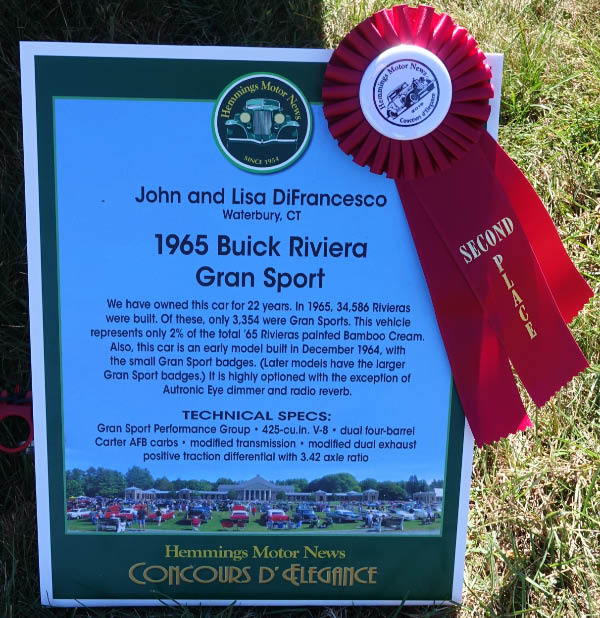 Hemmings Motor News
SINCE 1954
Hemmings Motor News
Concours d'Elegance
SECOND
PLACE
John and Lisa DiFrancesco
Waterbury, CT
1965 Buick Riviera
Gran Sport
We have owned this car for 22 years. In 1965, 34,586 Rivieras
were built. Of these, only 3,354 were Gran Sports. This vehicle
represents only 2% of the total '65 Rivieras painted Bamboo Cream.
Also, this car is an early model built in December 1964, with
the small Gran Sport badges. (Later models have the larger
Gran Sport badges.) It is highly optioned with the exception of
Autronic Eye dimmer and radio reverb.
TECHNICAL SPECS:
Gran Sport Performance Group • 425-cu.in. V-8 • dual four-barrel
Carter AFB carbs • modified transmission • modified dual exhaust
positive traction differential with 3.42 axle ratio
Hemmings Motor News
CONCOURS D'ELEGANCE